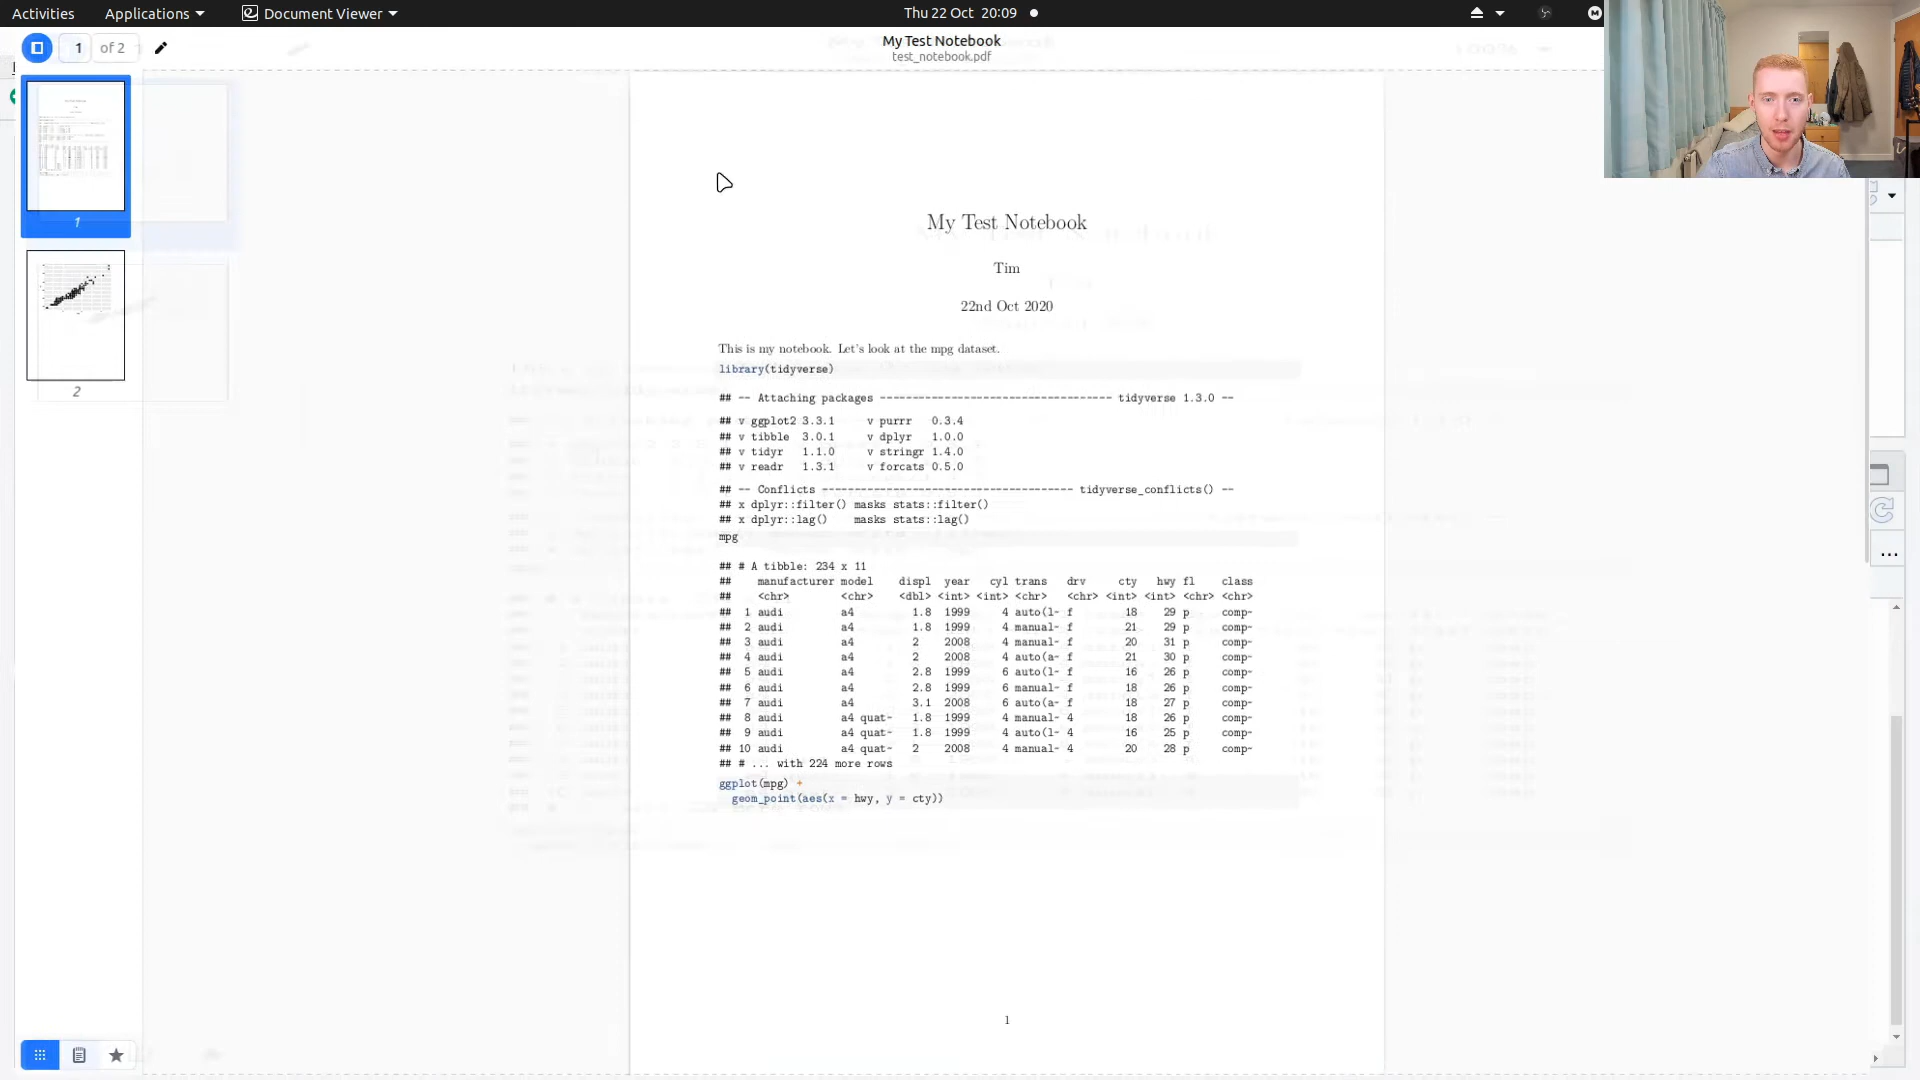 Activities Applications Document Viewer Thu 22 Oct 20:09
1 of 2
My Test Notebook
test_notebook.pdf
1
2
My Test Notebook
Tim
22nd Oct 2020
This is my notebook. Let's look at the mpg dataset.
library(tidyverse)
## -- Attaching packages ------------------------------------ tidyverse 1.3.0 --
## v ggplot2 3.3.1     v purrr   0.3.4
## v tibble  3.0.1     v dplyr   1.0.0
## v tidyr   1.1.0     v stringr 1.4.0
## v readr   1.3.1     v forcats 0.5.0
## -- Conflicts --------------------------------------- tidyverse_conflicts() --
## x dplyr::filter() masks stats::filter()
## x dplyr::lag()    masks stats::lag()
mpg
## # A tibble: 234 x 11
##    manufacturer model    displ  year   cyl trans   drv     cty   hwy fl    class
##    <chr>        <chr>    <dbl> <int> <int> <chr>   <chr> <int> <int> <chr> <chr>
##  1 audi         a4         1.8  1999     4 auto(l- f        18    29 p     comp-
##  2 audi         a4         1.8  1999     4 manual- f        21    29 p     comp-
##  3 audi         a4         2    2008     4 manual- f        20    31 p     comp-
##  4 audi         a4         2    2008     4 auto(a- f        21    30 p     comp-
##  5 audi         a4         2.8  1999     6 auto(l- f        16    26 p     comp-
##  6 audi         a4         2.8  1999     6 manual- f        18    26 p     comp-
##  7 audi         a4         3.1  2008     6 auto(a- f        18    27 p     comp-
##  8 audi         a4 quat-   1.8  1999     4 manual- 4        18    26 p     comp-
##  9 audi         a4 quat-   1.8  1999     4 auto(l- 4        16    25 p     comp-
## 10 audi         a4 quat-   2    2008     4 manual- 4        20    28 p     comp-
## # ... with 224 more rows
ggplot(mpg) +
  geom_point(aes(x = hwy, y = cty))
1